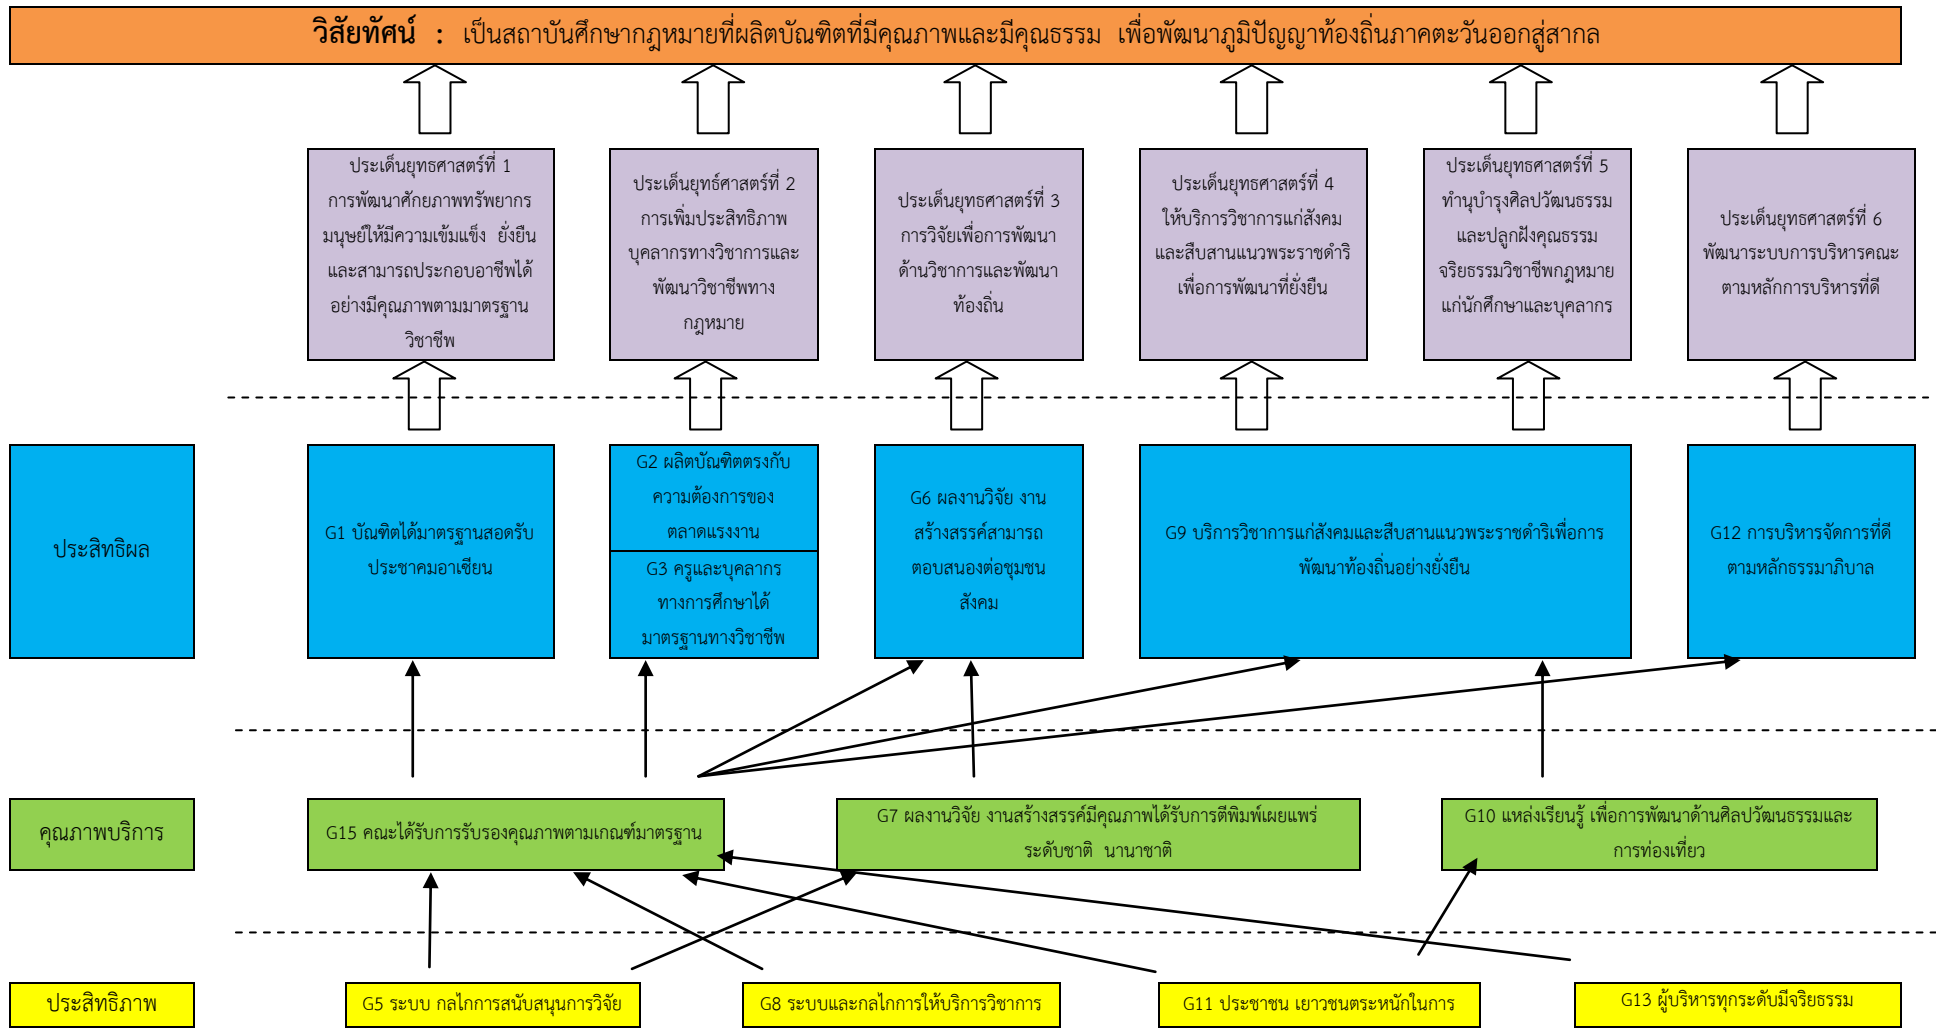 วิสัยทัศน์ : เป็นสถาบันศึกษากฎหมายที่ผลิตบัณฑิตที่มีคุณภาพและมีคุณธรรม เพื่อพัฒนาภูมิปัญญาท้องถิ่นภาคตะวันออกสู่สากล
ประเด็นยุทธศาสตร์ที่ 1
การพัฒนาศักยภาพทรัพยากร
มนุษย์ให้มีความเข้มแข็ง ยั่งยืน
และสามารถประกอบอาชีพได้
อย่างมีคุณภาพตามมาตรฐาน
วิชาชีพ
ประเด็นยุทธ์ศาสตร์ที่ 2
การเพิ่มประสิทธิภาพ
บุคลากรทางวิชาการและ
พัฒนาวิชาชีพทาง
กฎหมาย
ประเด็นยุทธศาสตร์ที่ 3
การวิจัยเพื่อการพัฒนา
ด้านวิชาการและพัฒนา
ท้องถิ่น
ประเด็นยุทธศาสตร์ที่ 4
ให้บริการวิชาการแก่สังคม
และสืบสานแนวพระราชดำริ
เพื่อการพัฒนาที่ยั่งยืน
ประเด็นยุทธศาสตร์ที่ 5
ทำนุบำรุงศิลปวัฒนธรรม
และปลูกฝังคุณธรรม
จริยธรรมวิชาชีพกฎหมาย
แก่นักศึกษาและบุคลากร
ประเด็นยุทธศาสตร์ที่ 6
พัฒนาระบบการบริหารคณะ
ตามหลักการบริหารที่ดี
ประสิทธิผล
G1 บัณฑิตได้มาตรฐานสอดรับ
ประชาคมอาเซียน
G2 ผลิตบัณฑิตตรงกับ
ความต้องการของ
ตลาดแรงงาน
G3 ครูและบุคลากร
ทางการศึกษาได้
มาตรฐานทางวิชาชีพ
G6 ผลงานวิจัย งาน
สร้างสรรค์สามารถ
ตอบสนองต่อชุมชน
สังคม
G9 บริการวิชาการแก่สังคมและสืบสานแนวพระราชดำริเพื่อการ
พัฒนาท้องถิ่นอย่างยั่งยืน
G12 การบริหารจัดการที่ดี
ตามหลักธรรมาภิบาล
คุณภาพบริการ
G15 คณะได้รับการรับรองคุณภาพตามเกณฑ์มาตรฐาน
G7 ผลงานวิจัย งานสร้างสรรค์มีคุณภาพได้รับการตีพิมพ์เผยแพร่
ระดับชาติ นานาชาติ
G10 แหล่งเรียนรู้ เพื่อการพัฒนาด้านศิลปวัฒนธรรมและ
การท่องเที่ยว
ประสิทธิภาพ
G5 ระบบ กลไกการสนับสนุนการวิจัย
G8 ระบบและกลไกการให้บริการวิชาการ
G11 ประชาชน เยาวชนตระหนักในการ
G13 ผู้บริหารทุกระดับมีจริยธรรม